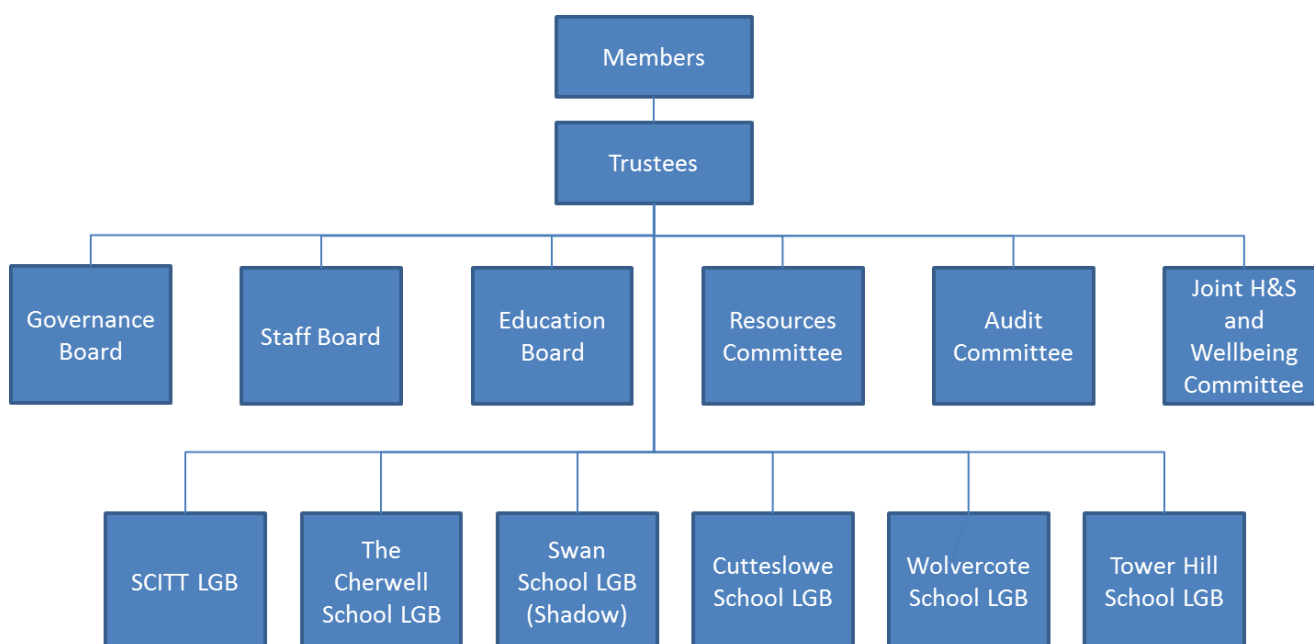 Members
Trustees
Governance
Board
Staff Board
Education
Board
Resources
Committee
Audit
Committee
Joint H&S
and
Wellbeing
Committee
SCITT LGB
The
Cherwell
School LGB
Swan
School LGB
(Shadow)
Cutteslowe
School LGB
Wolvercote
School LGB
Tower Hill
School LGB